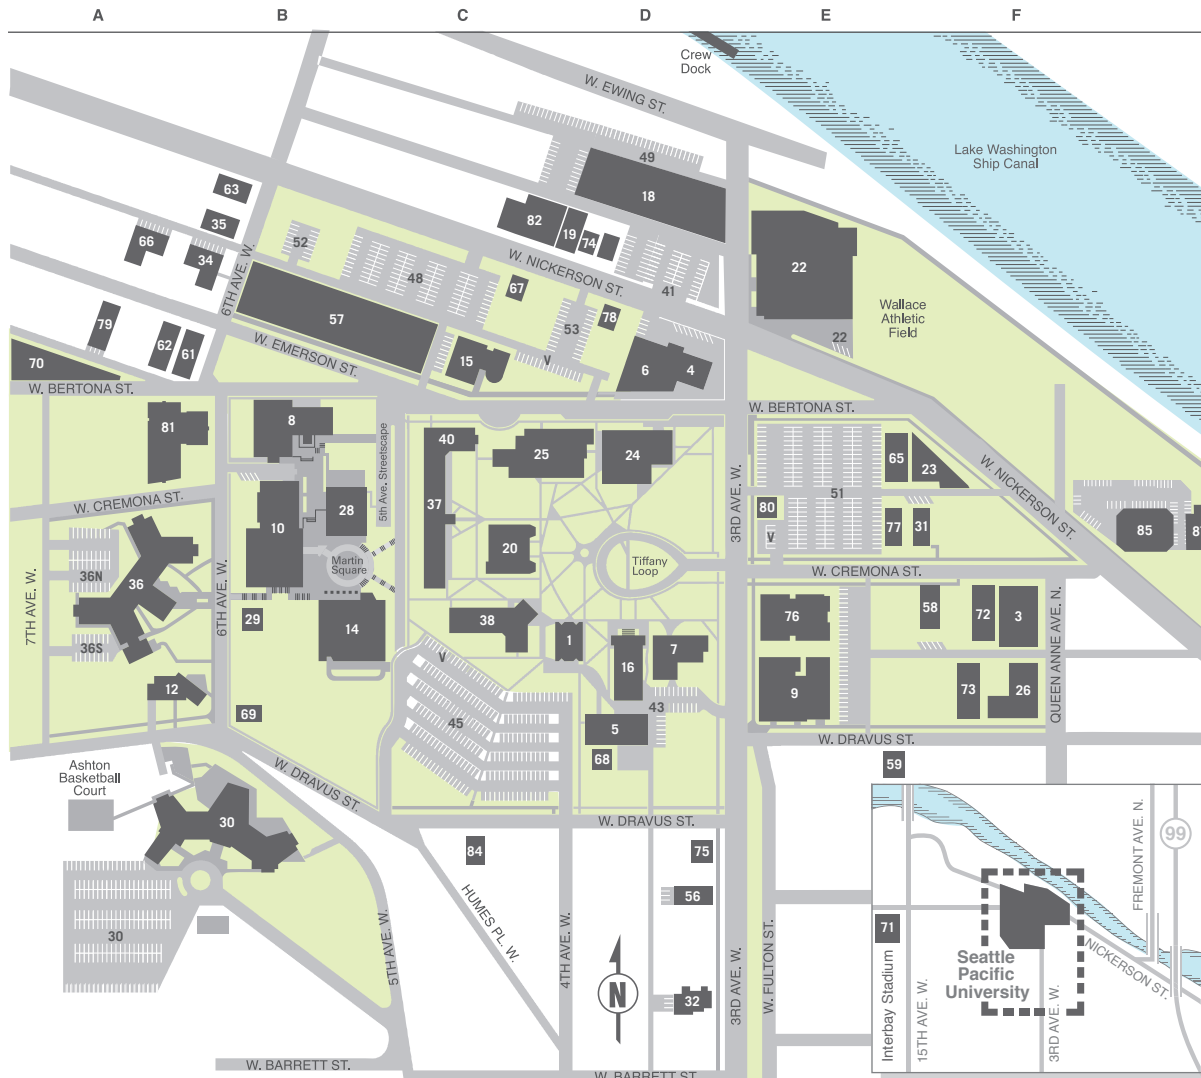 A B C D E F
Crew
Dock
W. EWING ST.
Lake Washington
Ship Canal
49
18
63
82
19
74
35
66
34
52
6TH AVE. W.
W. NICKERSON ST.
48
67
41
22
57
53
78
Wallace
Athletic
Field
79
62
61
W. EMERSON ST.
15
V
6
4
22
70
W. BERTONA ST.
W. BERTONA ST.
81
8
5th Ave. Streetscape
40
25
24
3RD AVE. W.
65
23
W. NICKERSON ST.
W. CREMONA ST.
10
28
37
51
80
V
77
31
85
36N
36
7TH AVE. W.
6TH AVE. W.
Martin
Square
20
Tiffany
Loop
W. CREMONA ST.
29
14
38
1
16
7
76
58
72
3
QUEEN ANNE AVE. N.
36S
12
V
69
45
43
5
68
9
73
26
W. DRAVUS ST.
Ashton
Basketball
Court
W. DRAVUS ST.
59
30
W. DRAVUS ST.
84
75
56
30
5TH AVE. W.
HUMES PL. W.
4TH AVE. W.
N
32
3RD AVE. W.
W. FULTON ST.
71
Interbay Stadium
15TH AVE. W.
Seattle
Pacific
University
3RD AVE. W.
NICKERSON ST.
FREMONT AVE. N.
99
W. BARRETT ST.
W. BARRETT ST.